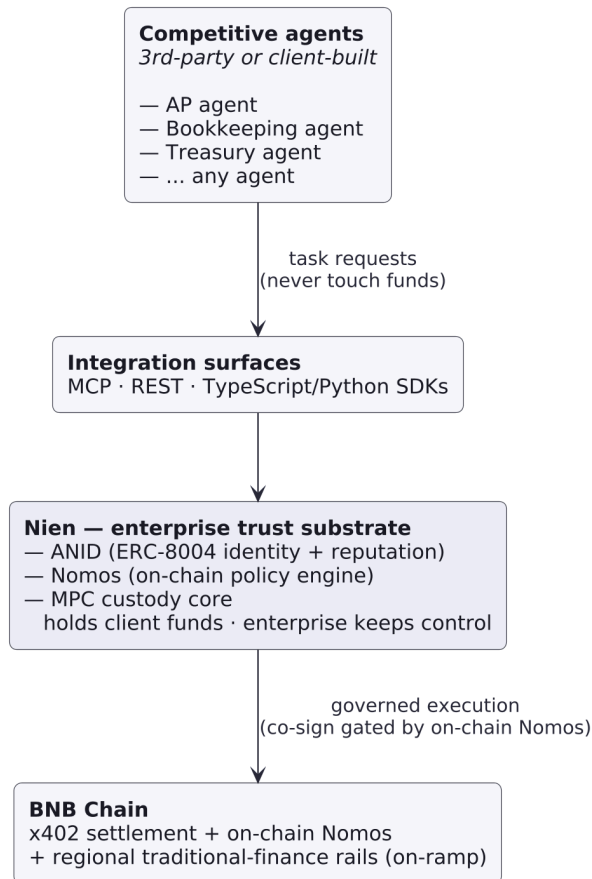 Competitive agents
3rd-party or client-built
— AP agent
— Bookkeeping agent
— Treasury agent
— ... any agent
task requests
(never touch funds)
Integration surfaces
MCP · REST · TypeScript/Python SDKs
Nien — enterprise trust substrate
— ANID (ERC-8004 identity + reputation)
— Nomos (on-chain policy engine)
— MPC custody core
holds client funds · enterprise keeps control
governed execution
(co-sign gated by on-chain Nomos)
BNB Chain
x402 settlement + on-chain Nomos
+ regional traditional-finance rails (on-ramp)